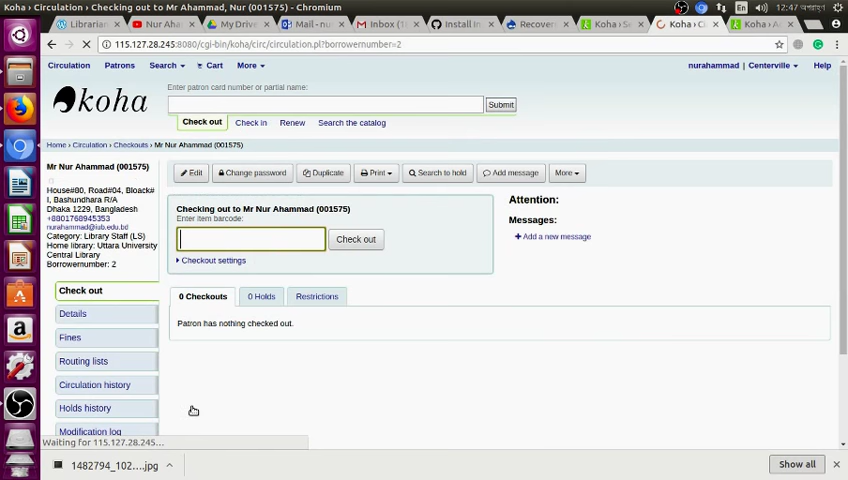 Koha › Circulation › Checking out to Mr Ahammad, Nur (001575) - Chromium
En
12:47
Librarian
Nur Aha
My Drive
Mail - nu
Inbox (1
Install In
Recover
Koha › S
Koha › Ci
Koha › A
115.127.28.245:8080/cgi-bin/koha/circ/circulation.pl?borrowernumber=2
Circulation
Patrons
Search
Cart
More
nurahammad
Centerville
Help
koha
Enter patron card number or partial name:
Submit
Check out
Check in
Renew
Search the catalog
Home › Circulation › Checkouts › Mr Nur Ahammad (001575)
Mr Nur Ahammad (001575)
House#80, Road#04, Bloack#
I, Bashundhara R/A
Dhaka 1229, Bangladesh
+8801768945353
nurahammad@iub.edu.bd
Category: Library Staff (LS)
Home library: Uttara University
Central Library
Borrowernumber: 2
Edit
Change password
Duplicate
Print
Search to hold
Add message
More
Checking out to Mr Nur Ahammad (001575)
Enter item barcode:
Check out
Checkout settings
Attention:
Messages:
Add a new message
Check out
Details
Fines
Routing lists
Circulation history
Holds history
Modification log
0 Checkouts
0 Holds
Restrictions
Patron has nothing checked out.
Waiting for 115.127.28.245...
1482794_102....jpg
Show all